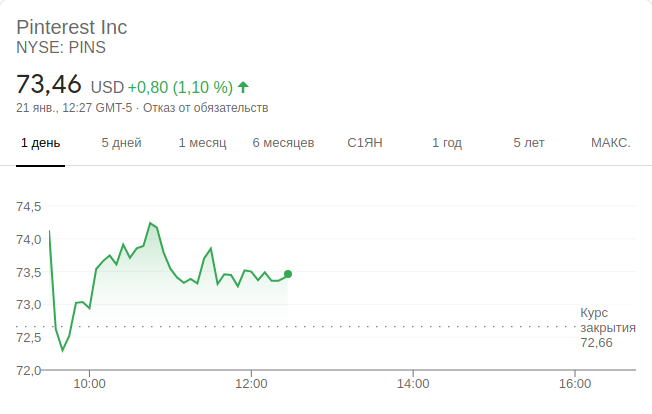 Pinterest Inc
NYSE: PINS
73,46 USD +0,80 (1,10 %)
21 янв., 12:27 GMT-5 · Отказ от обязательств
1 день 5 дней 1 месяц 6 месяцев С1ЯН 1 год 5 лет МАКС.
74,5
74,0
73,5
73,0
Курс
закрытия
72,66
72,5
72,0
10:00 12:00 14:00 16:00